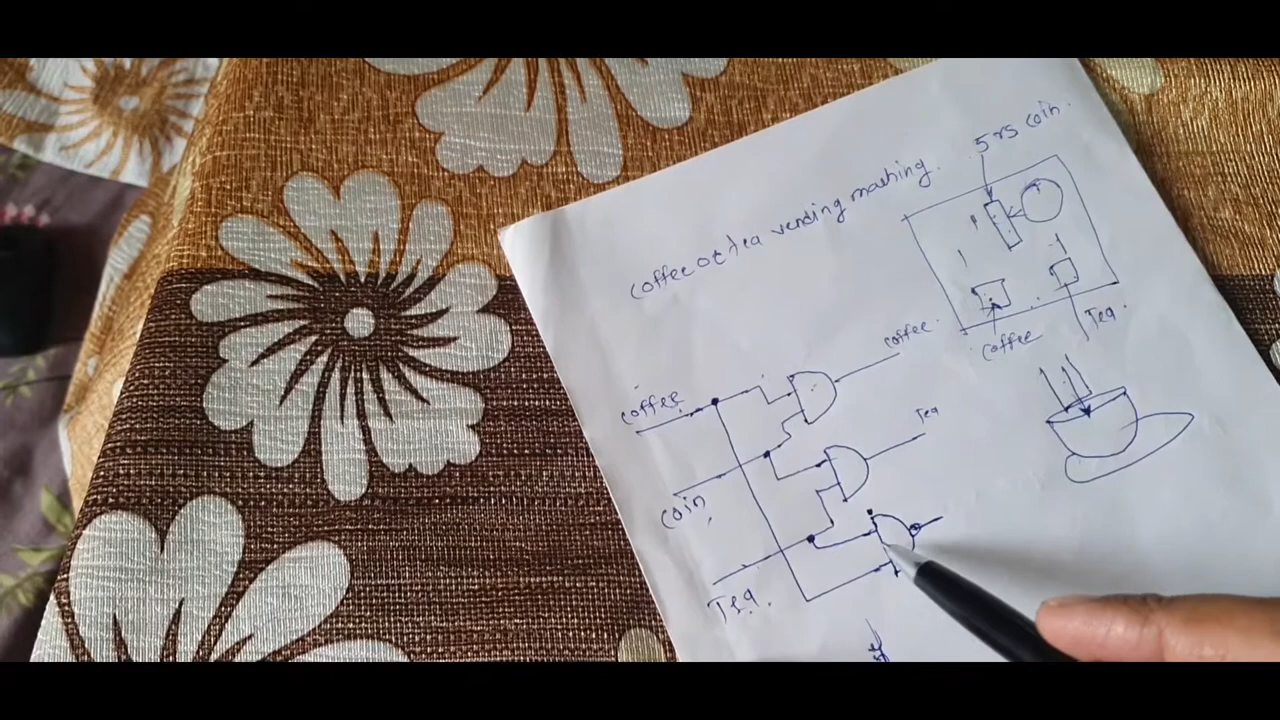 5 rs coin.
coffee or tea vending mashing.
coffee
Tea.
coffee
coffee.
Tea
coin,
Tea.